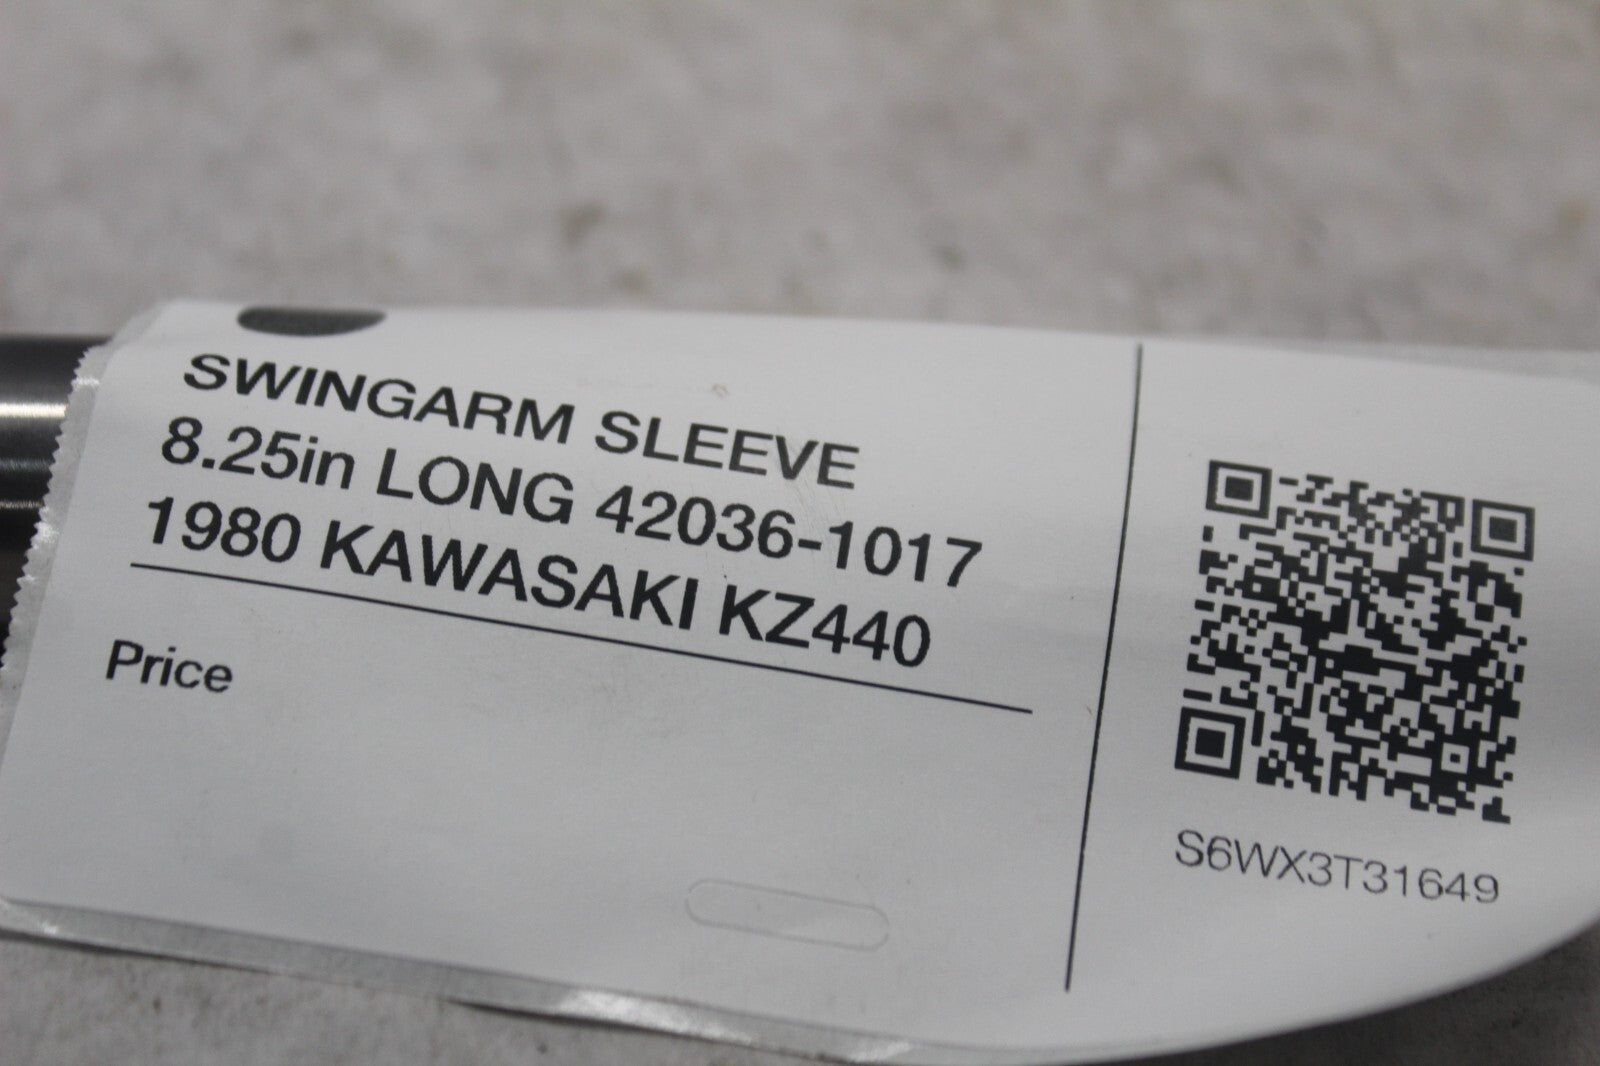 SWINGARM SLEEVE
8.25in LONG 42036-1017
1980 KAWASAKI KZ440
Price
S6WX3T31649